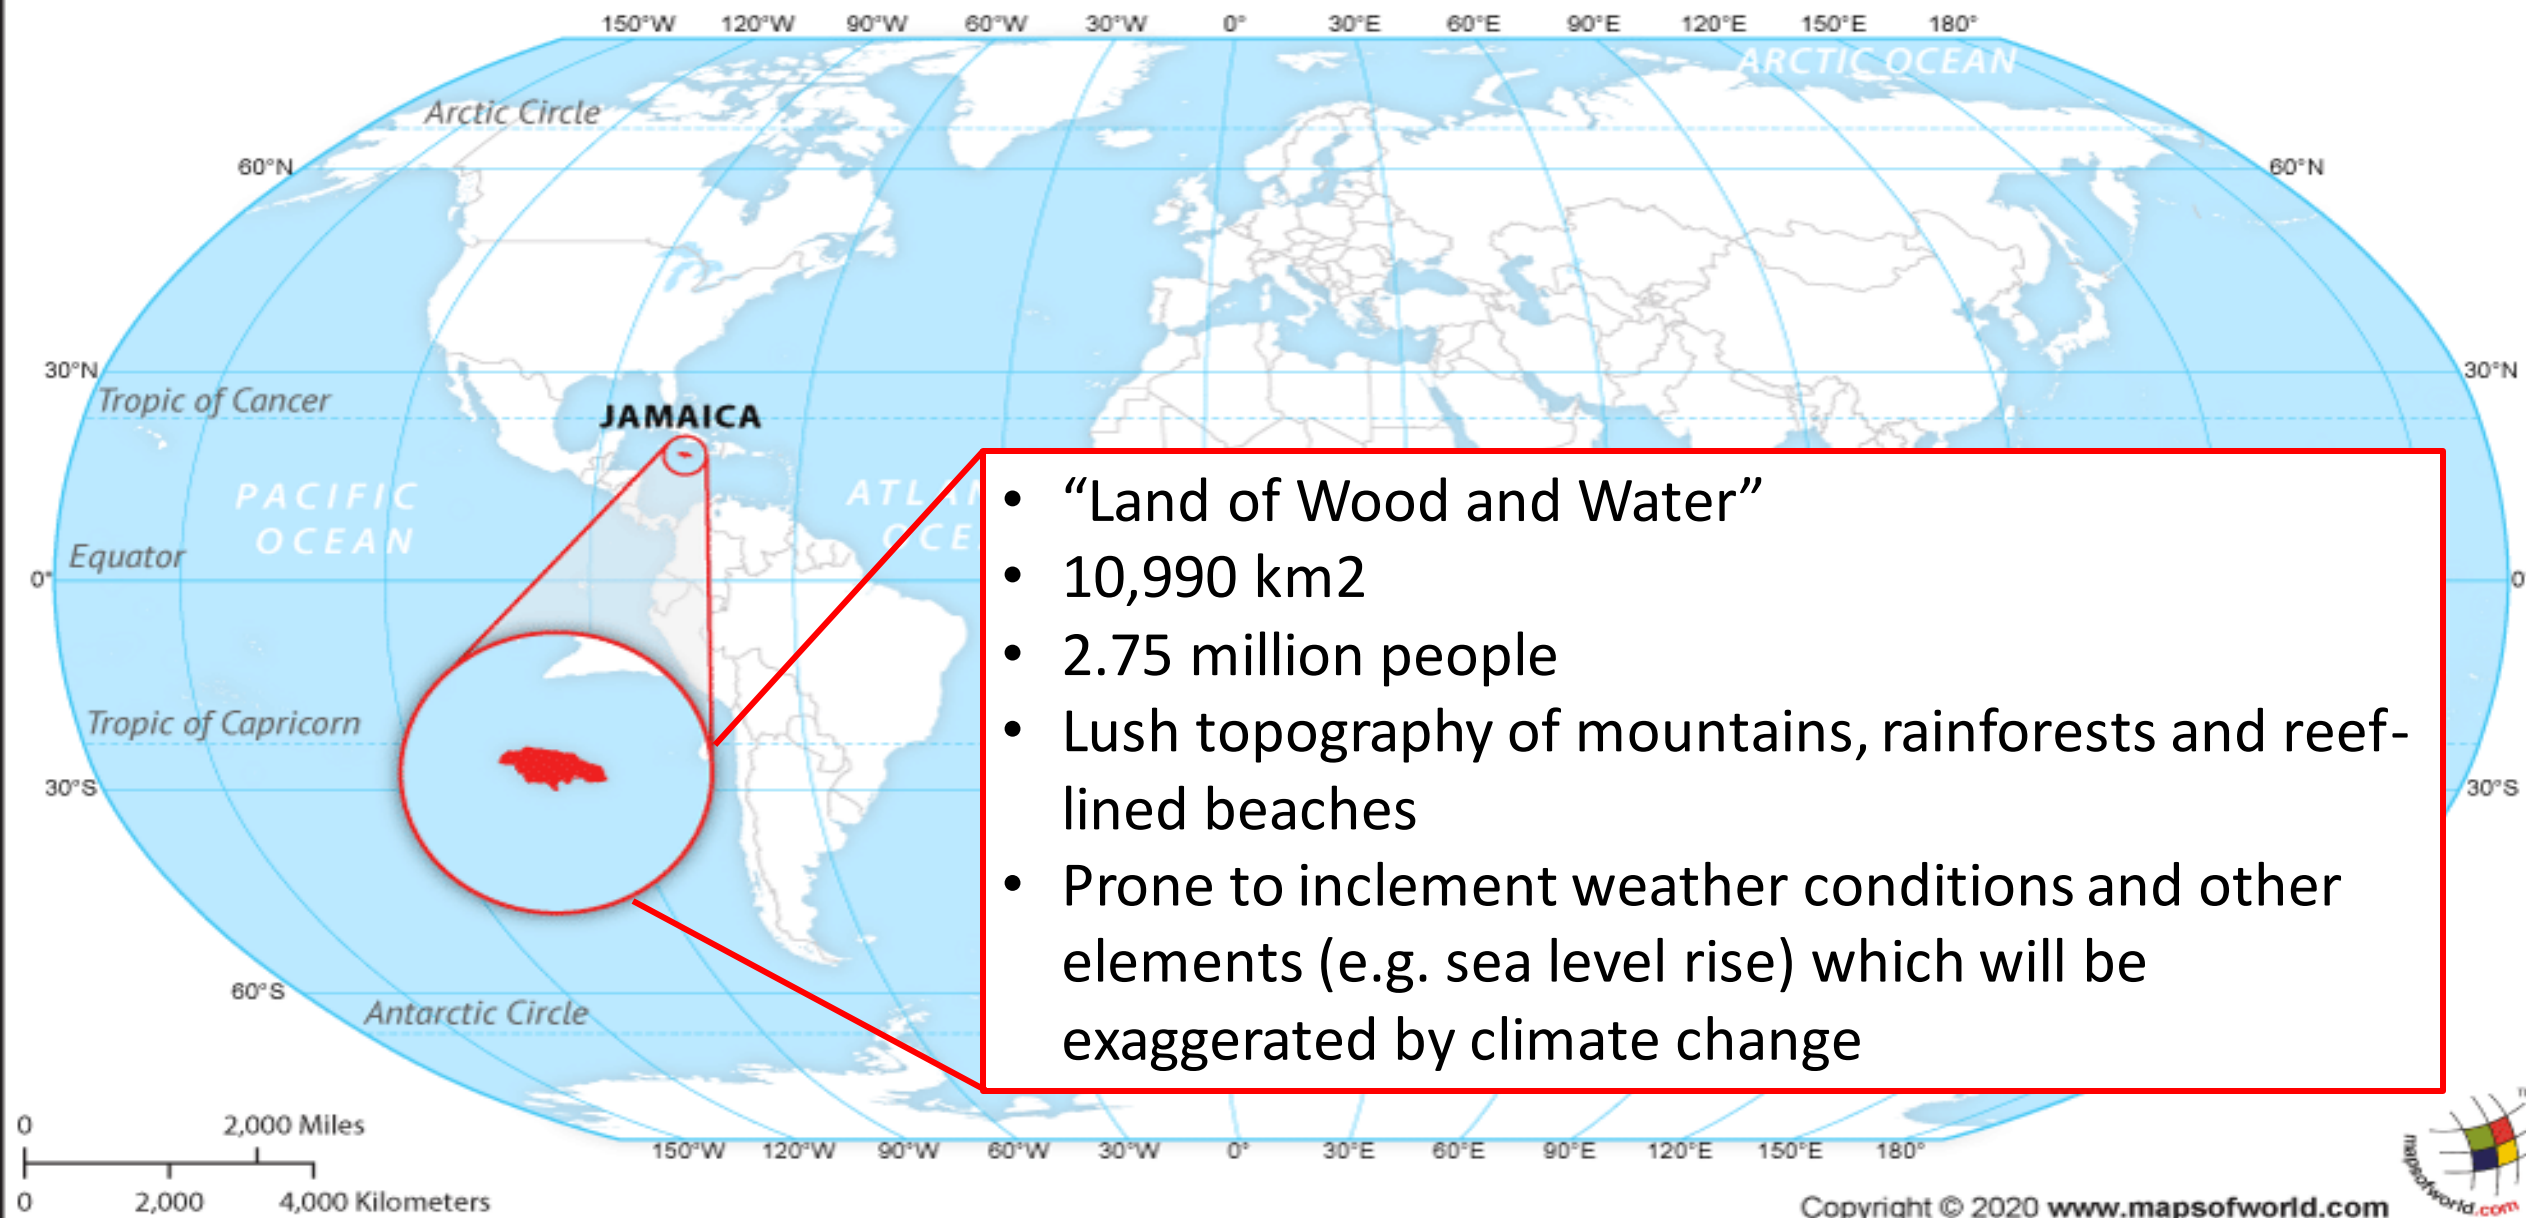 150°W 120°W 90°W 60°W 30°W 0° 30°E 60°E 90°E 120°E 150°E 180°
ARCTIC OCEAN
Arctic Circle
60°N 60°N
30°N 30°N
Tropic of Cancer
JAMAICA
PACIFIC
OCEAN
Equator
0°
Tropic of Capricorn
30°S 30°S
60°S
Antarctic Circle
• “Land of Wood and Water”
• 10,990 km2
• 2.75 million people
• Lush topography of mountains, rainforests and reef-
lined beaches
• Prone to inclement weather conditions and other
elements (e.g. sea level rise) which will be
exaggerated by climate change
150°W 120°W 90°W 60°W 30°W 0° 30°E 60°E 90°E 120°E 150°E 180°
0 2,000 Miles
0 2,000 4,000 Kilometers
Copyright © 2020 www.mapsofworld.com
mapsofworld.com